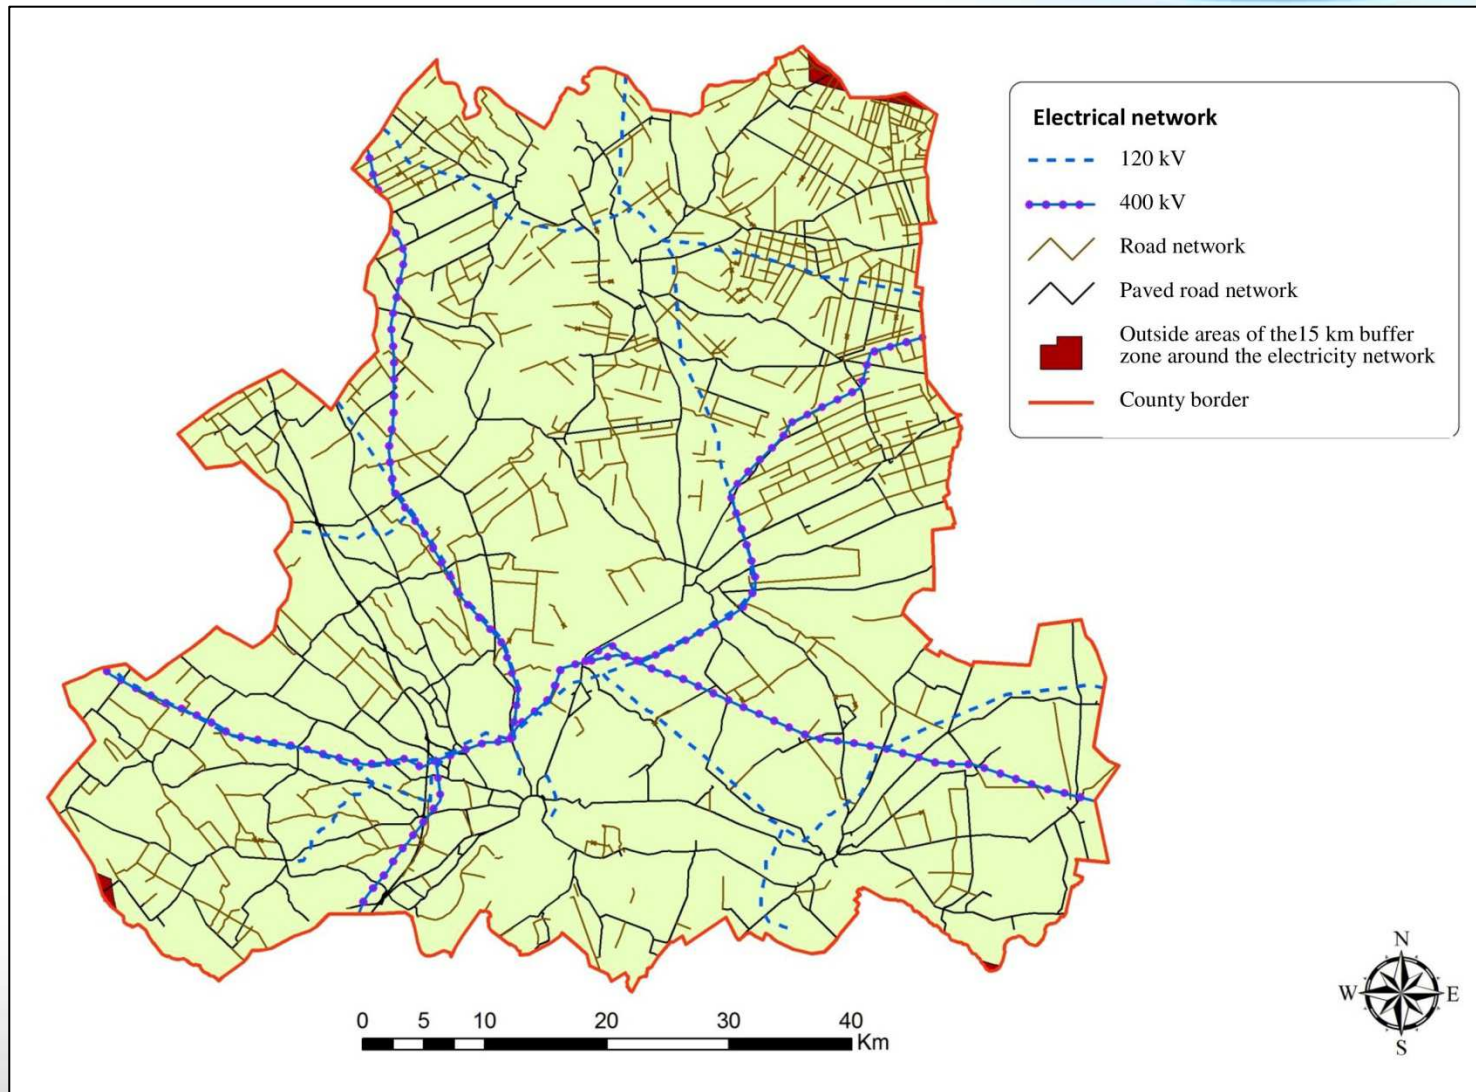 Electrical network
120 kV
400 kV
Road network
Paved road network
Outside areas of the15 km buffer
zone around the electricity network
County border
N
W E
S
0 5 10 20 30 40
Km